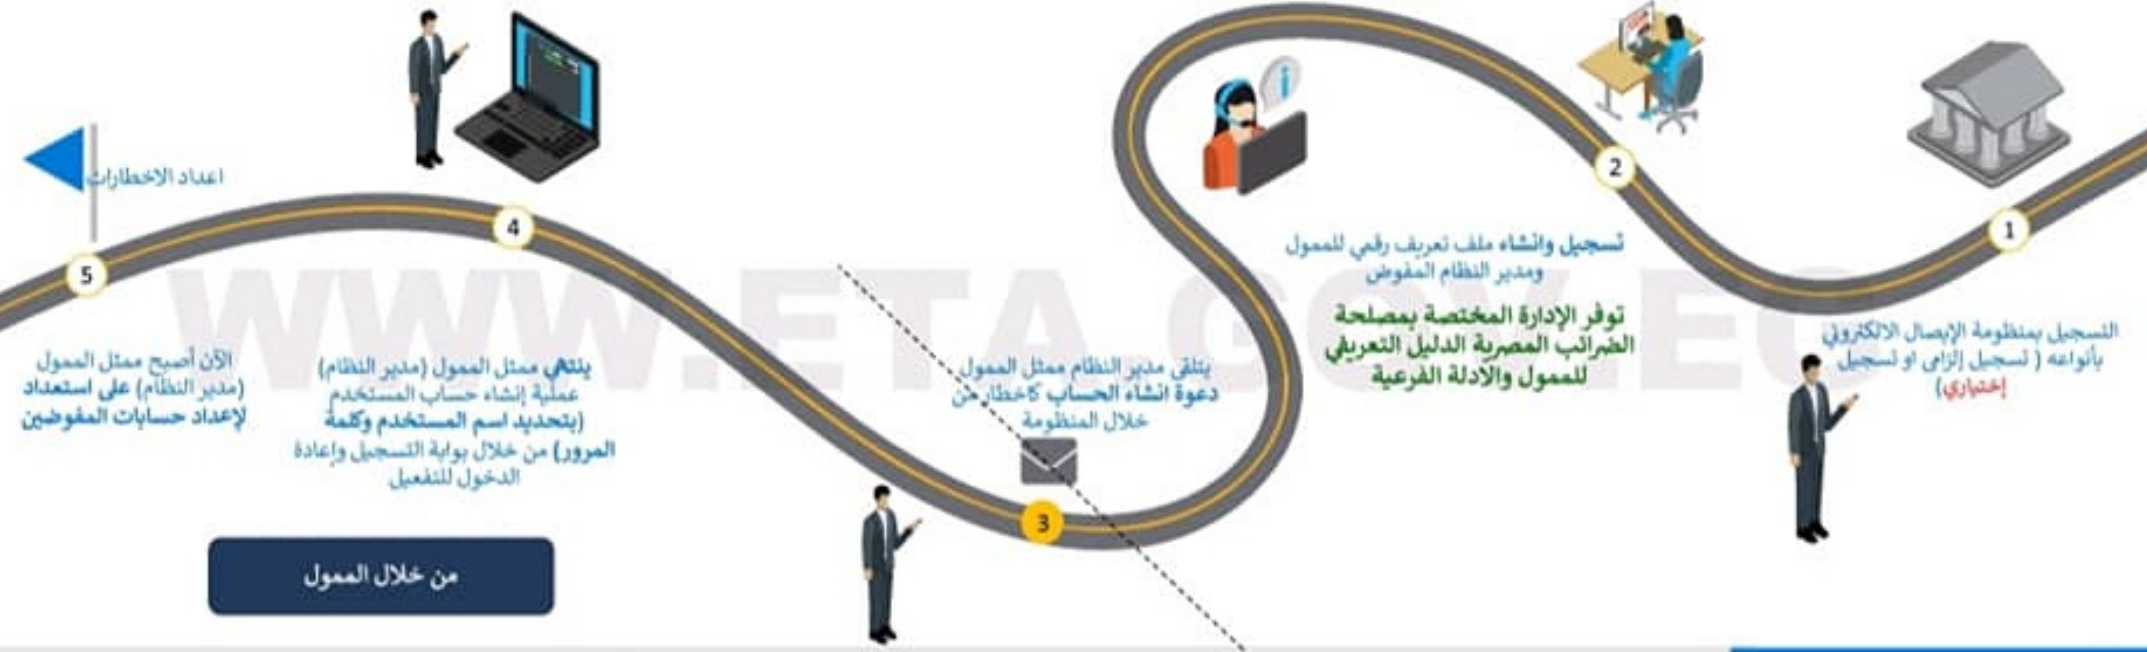 1
التسجيل بمنظومة الإيصال الالكتروني
بأنواعه ( تسجيل إلزامى او تسجيل
إختياري)
2
تسجيل وانشاء ملف تعريف رقمي للممول
ومدير النظام المفوض
توفر الإدارة المختصة بمصلحة
الضرائب المصرية الدليل التعريفي
للممول والأدلة الفرعية
3
يتلقى مدير النظام ممثل الممول
دعوة انشاء الحساب كاخطار من
خلال المنظومة
4
ينتهي ممثل الممول (مدير النظام)
عملية إنشاء حساب المستخدم
(بتحديد اسم المستخدم وكلمة
المرور) من خلال بوابة التسجيل وإعادة
الدخول للتفعيل
5
اعداد الاخطارات
الآن أصبح ممثل الممول
(مدير النظام) على استعداد
لإعداد حسابات المفوضين
من خلال الممول
WWW.ETA.GOV.EG